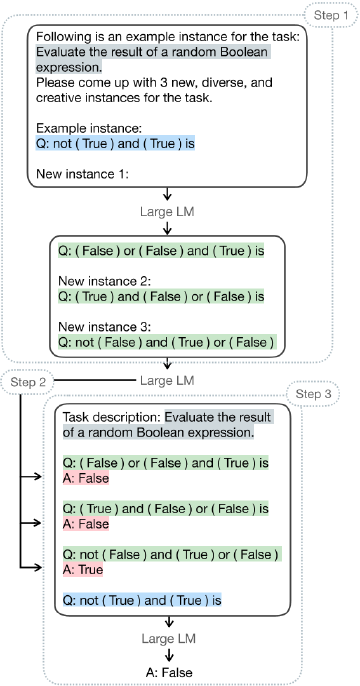 Step 1
Following is an example instance for the task:
Evaluate the result of a random Boolean
expression.
Please come up with 3 new, diverse, and
creative instances for the task.
Example instance:
Q: not ( True ) and ( True ) is
New instance 1:
Large LM
Q: ( False ) or ( False ) and ( True ) is
New instance 2:
Q: ( True ) and ( False ) or ( False ) is
New instance 3:
Q: not ( False ) and ( True ) or ( False )
Step 2
Large LM
Step 3
Task description: Evaluate the result
of a random Boolean expression.
Q: ( False ) or ( False ) and ( True ) is
A: False
Q: ( True ) and ( False ) or ( False ) is
A: False
Q: not ( False ) and ( True ) or ( False )
A: True
Q: not ( True ) and ( True ) is
Large LM
A: False